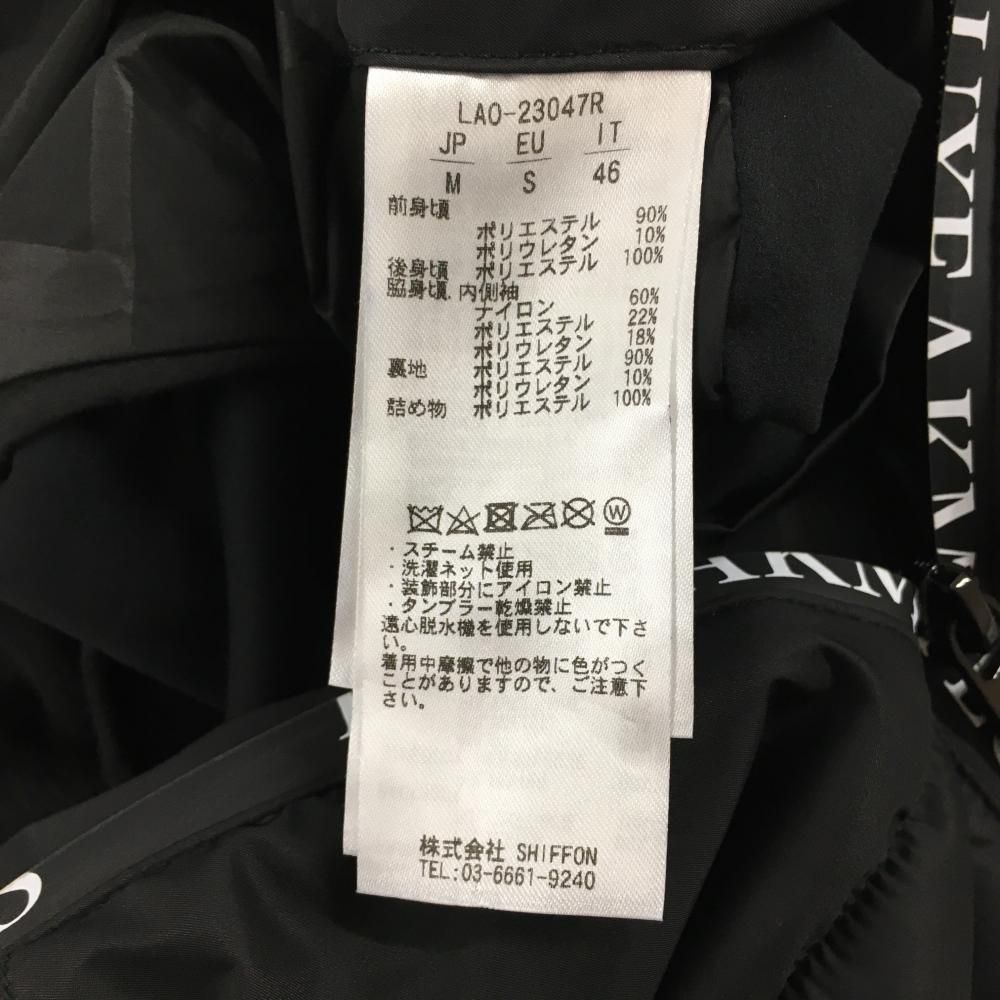 LAO-23047R
JP EU IT
M S 46
前身頃
ポリエステル 90%
ポリウレタン 10%
後身頃 ポリエステル 100%
脇身頃、内側袖
ナイロン 60%
ポリエステル 22%
ポリウレタン 18%
裏地 ポリエステル 90%
ポリウレタン 10%
詰め物 ポリエステル 100%
W
・スチーム禁止
・洗濯ネット使用
・装飾部分にアイロン禁止
・タンブラー乾燥禁止
遠心脱水機を使用しないで下さ
い。
着用中摩擦で他の物に色がつく
ことがありますので、ご注意下
さい。
株式会社 SHIFFON
TEL:03-6661-9240